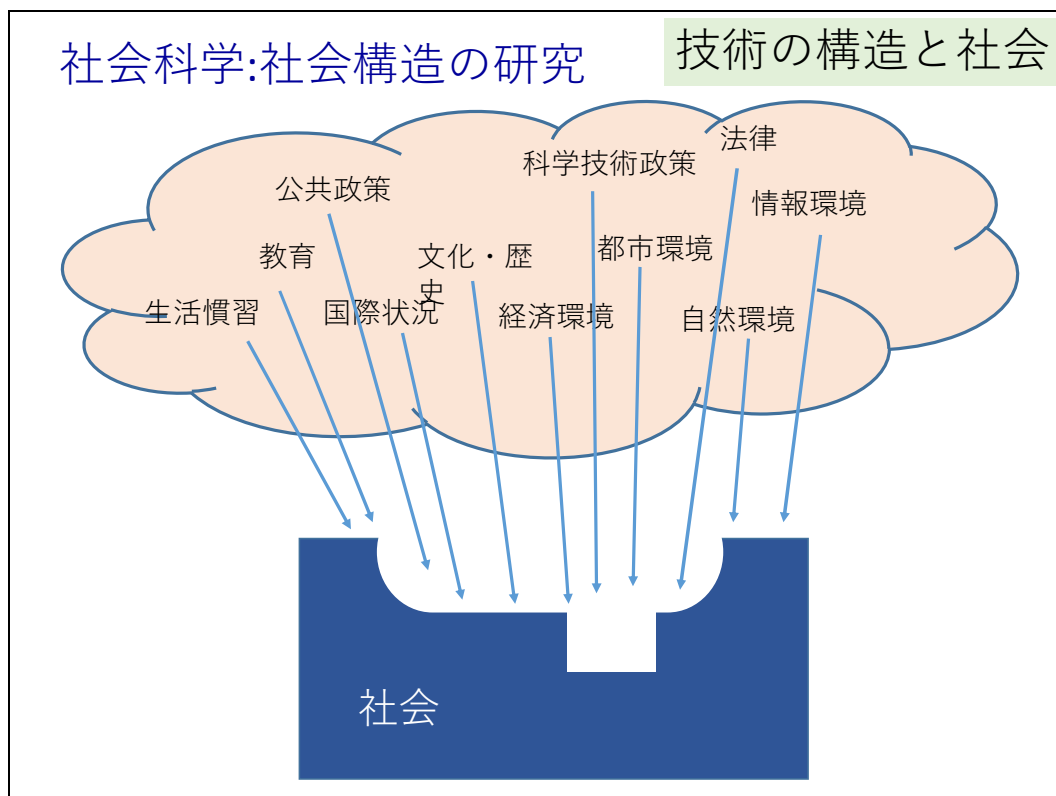 社会科学:社会構造の研究
技術の構造と社会
法律
科学技術政策
公共政策
情報環境
教育
文化・歴
史
都市環境
生活慣習
国際状況
経済環境
自然環境
社会